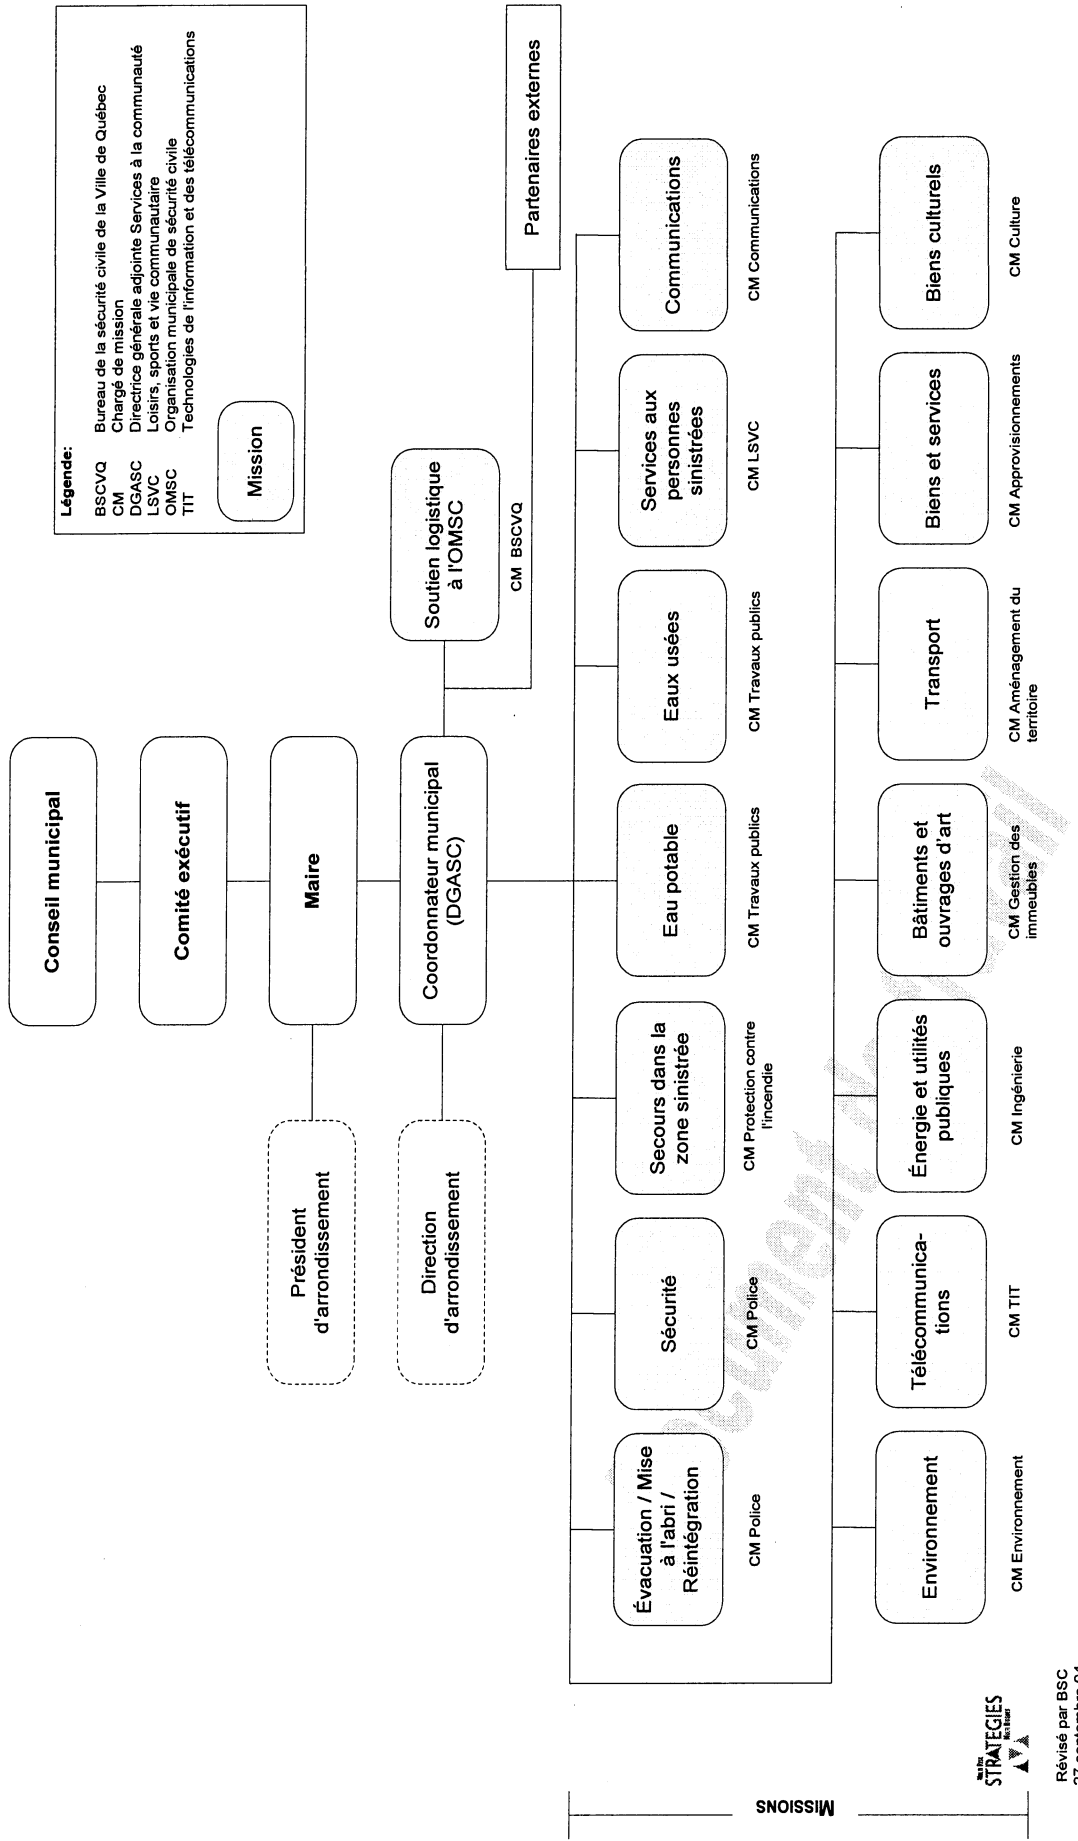 Légende:
BSCVQ Bureau de la sécurité civile de la Ville de Québec
CM Chargé de mission
DGASC Directrice générale adjointe Services à la communauté
LSVC Loisirs, sports et vie communautaire
OMSC Organisation municipale de sécurité civile
TIT Technologies de l'information et des télécommunications
Mission
Conseil municipal
Comité exécutif
Maire
Président
d'arrondissement
Coordonnateur municipal
(DGASC)
Direction
d'arrondissement
Soutien logistique
à l'OMSC
CM BSCVQ
Partenaires externes
MISSIONS
Évacuation / Mise
à l'abri /
Réintégration
CM Police
Sécurité
CM Police
Secours dans la
zone sinistrée
CM Protection contre
l'incendie
Eau potable
CM Travaux publics
Eaux usées
CM Travaux publics
Services aux
personnes
sinistrées
CM LSVC
Communications
CM Communications
Environnement
CM Environnement
Télécommunica-
tions
CM TIT
Énergie et utilités
publiques
CM Ingénierie
Bâtiments et
ouvrages d'art
CM Gestion des
immeubles
Transport
CM Aménagement du
territoire
Biens et services
CM Approvisionnements
Biens culturels
CM Culture
STRATEGIES
Révisé par BSC